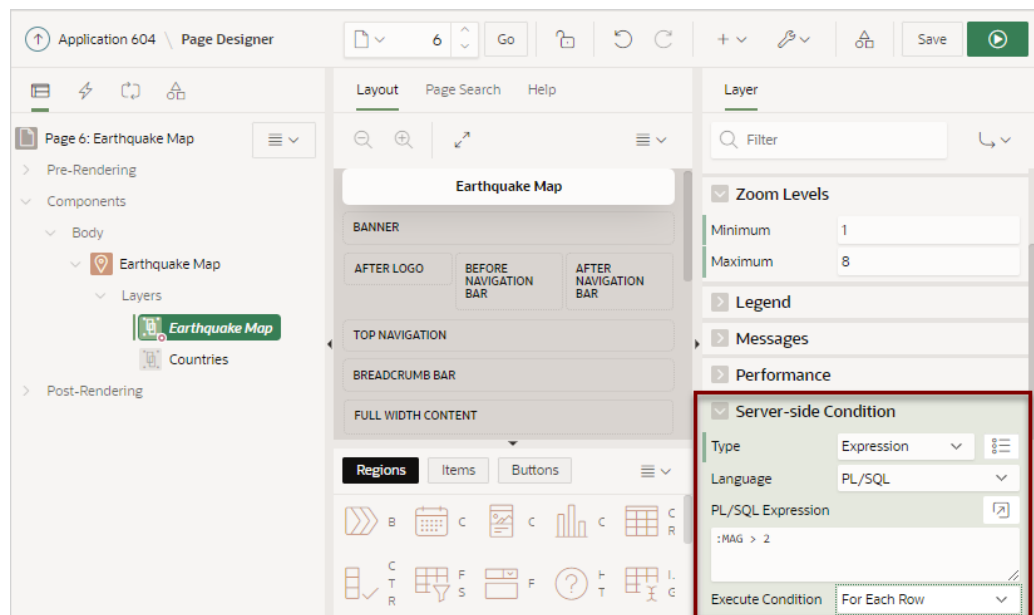 Application 604 \ Page Designer
6
Go
Save
Page 6: Earthquake Map
Pre-Rendering
Components
Body
Earthquake Map
Layers
Earthquake Map
Countries
Post-Rendering
Layout Page Search Help
Earthquake Map
BANNER
AFTER LOGO
BEFORE
NAVIGATION
BAR
AFTER
NAVIGATION
BAR
TOP NAVIGATION
BREADCRUMB BAR
FULL WIDTH CONTENT
Regions Items Buttons
B
C
C
C
C
R
C
T
R
F
S
F
T
G
Layer
Filter
Zoom Levels
Minimum 1
Maximum 8
Legend
Messages
Performance
Server-side Condition
Type Expression
Language PL/SQL
PL/SQL Expression
:MAG > 2
Execute Condition For Each Row